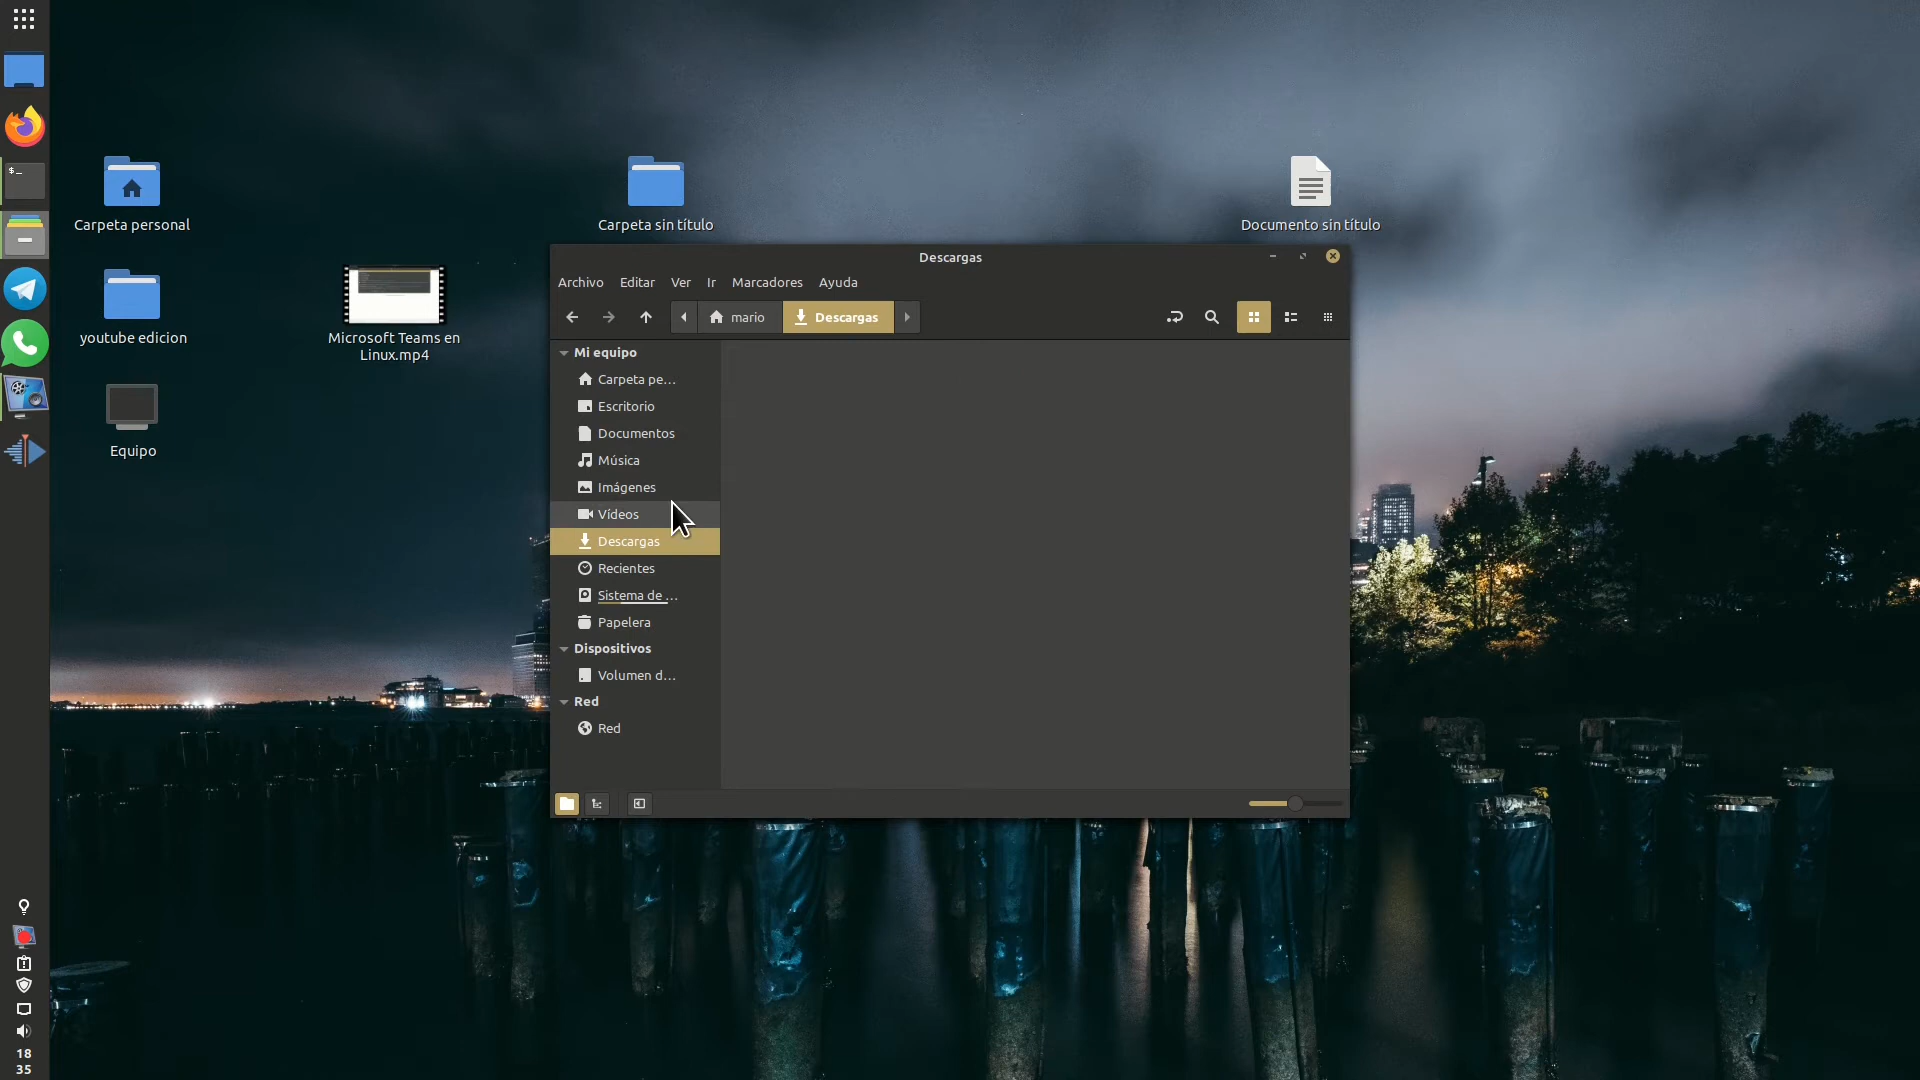 Carpeta personal
Carpeta sin título
Documento sin título
youtube edicion
Microsoft Teams en
Linux.mp4
Equipo
Descargas
Archivo
Editar
Ver
Ir
Marcadores
Ayuda
mario
Descargas
Mi equipo
Carpeta pe...
Escritorio
Documentos
Música
Imágenes
Vídeos
Descargas
Recientes
Sistema de ...
Papelera
Dispositivos
Volumen d...
Red
Red
$_
18
35